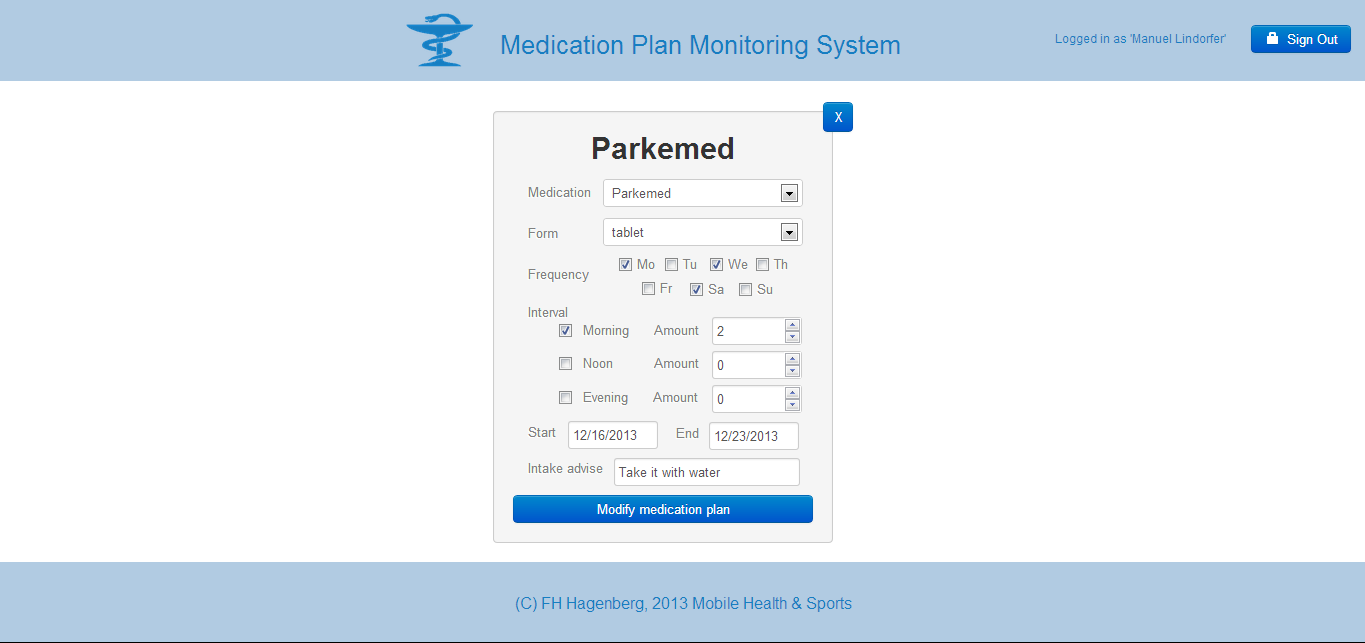 Medication Plan Monitoring System
Logged in as 'Manuel Lindorfer'
Sign Out
X
Parkemed
Medication Parkemed
Form tablet
Frequency
Mo Tu We Th
Fr Sa Su
Interval
Morning Amount 2
Noon Amount 0
Evening Amount 0
Start 12/16/2013 End 12/23/2013
Intake advise Take it with water
Modify medication plan
(C) FH Hagenberg, 2013 Mobile Health & Sports